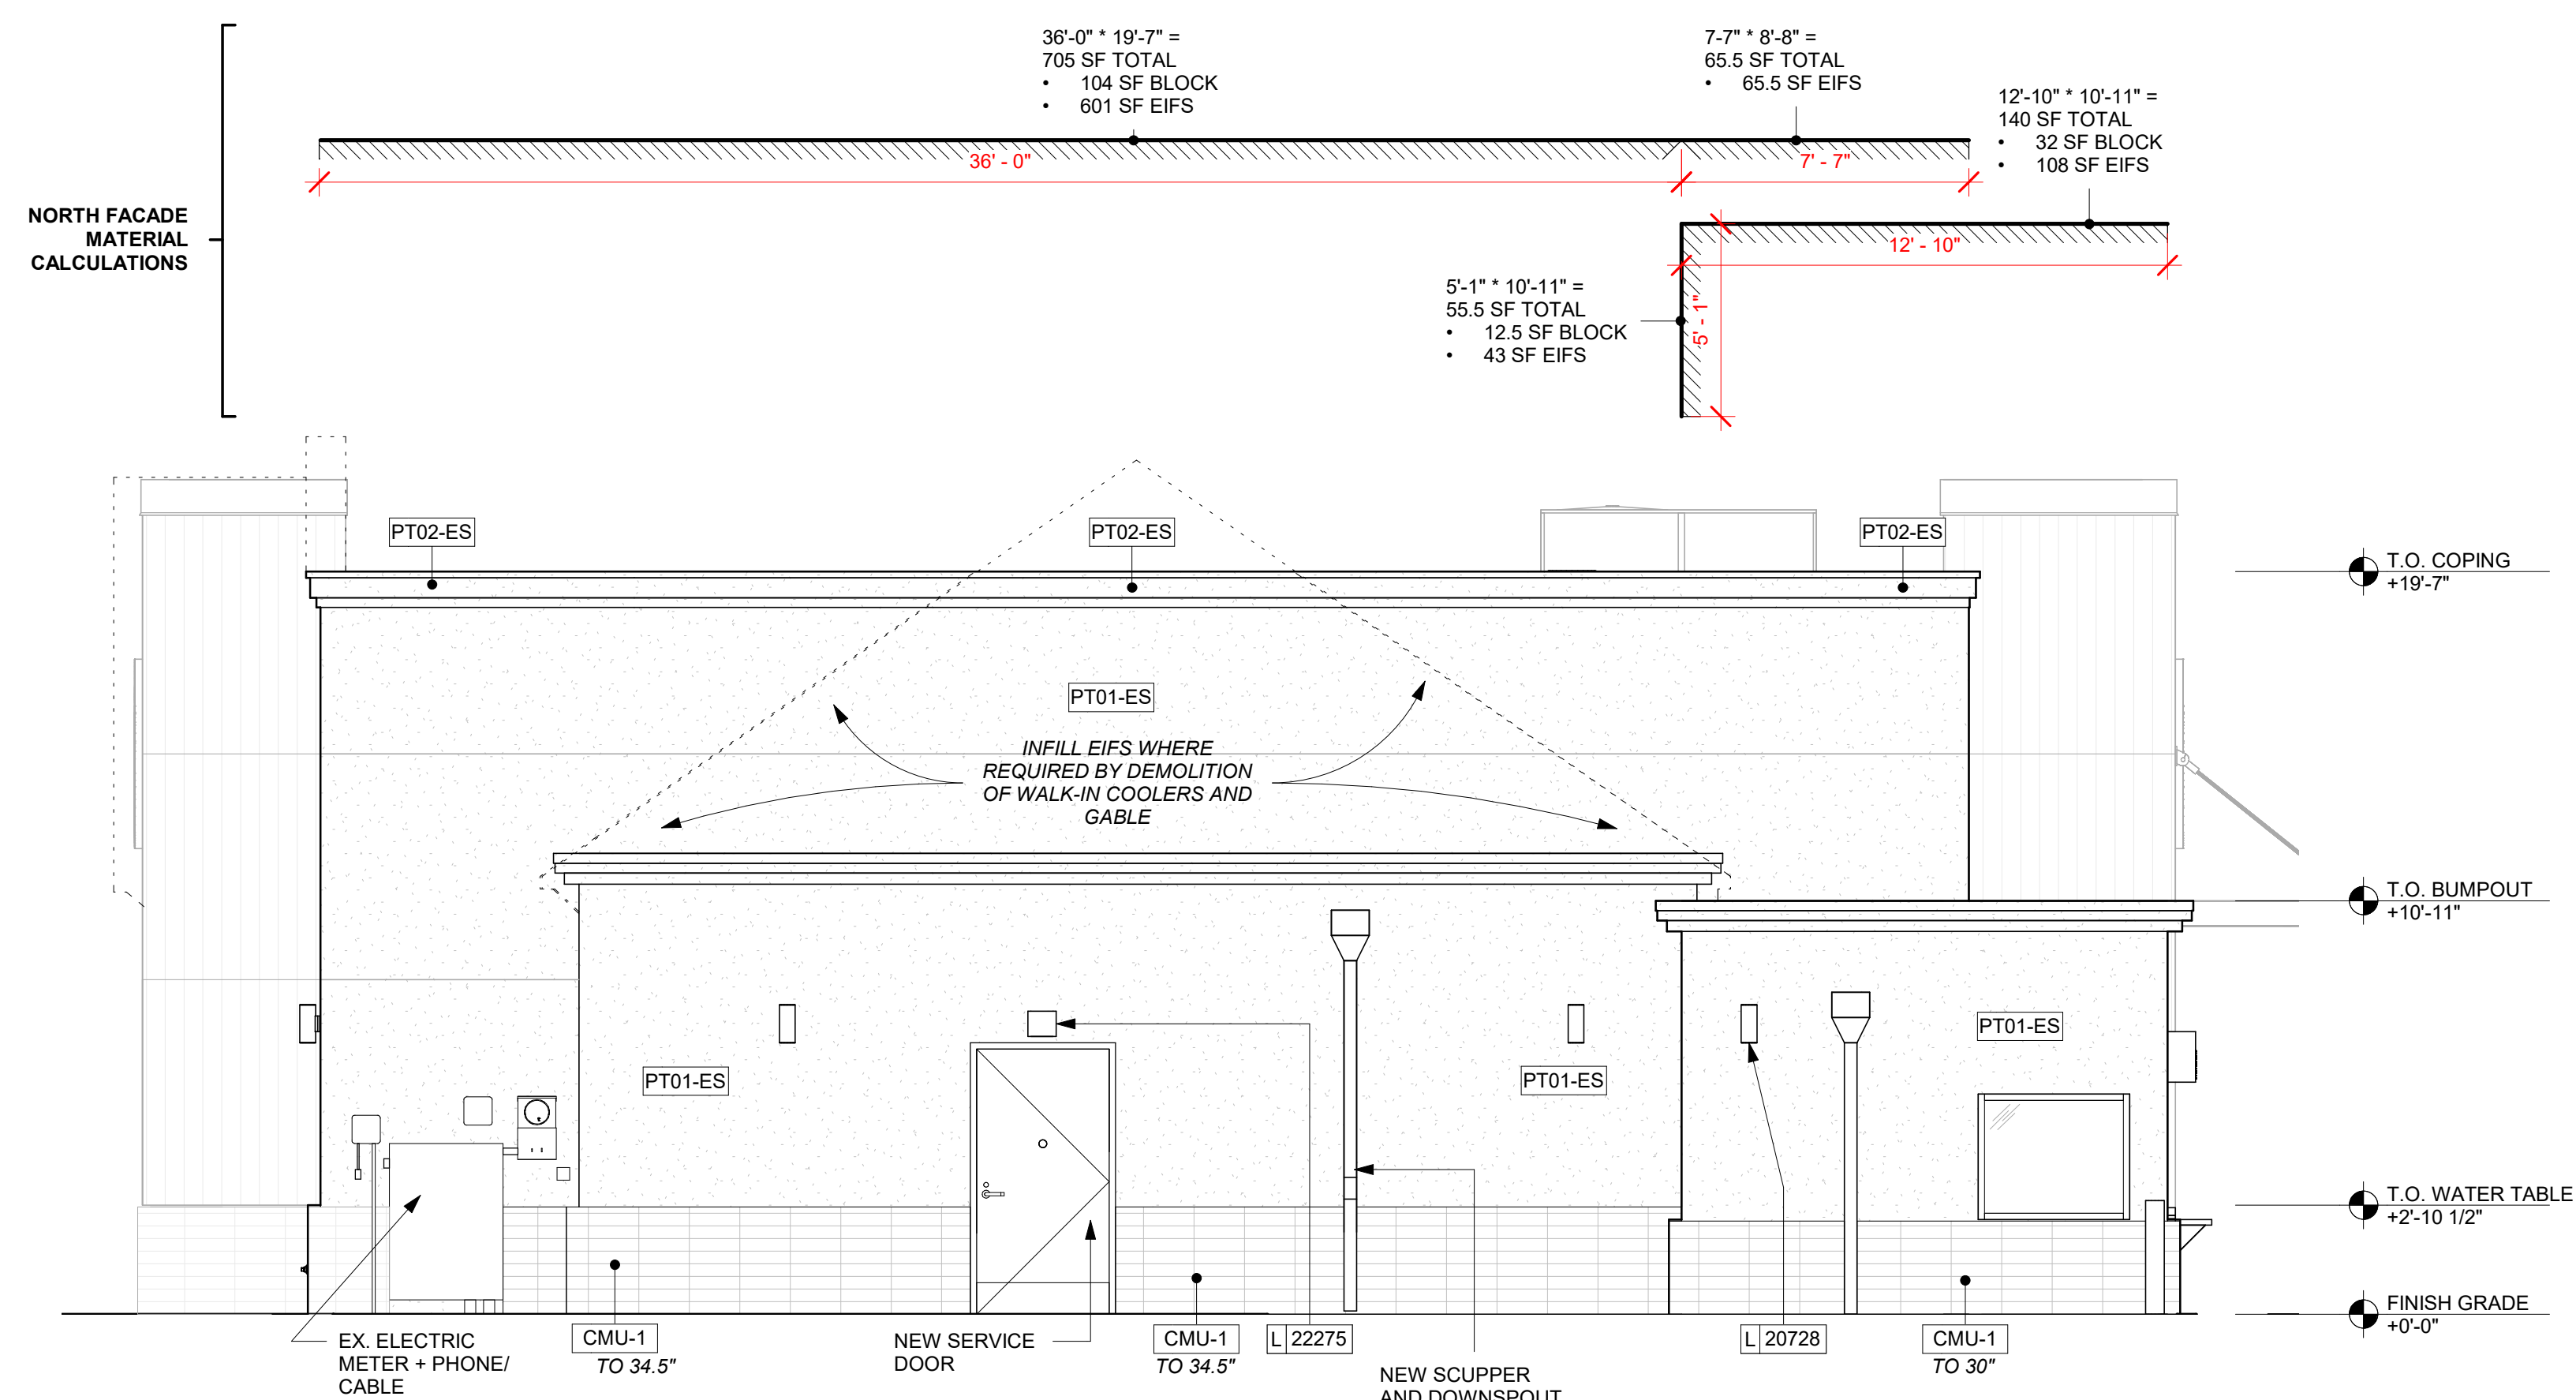 36'-0" * 19'-7" =
705 SF TOTAL
• 104 SF BLOCK
• 601 SF EIFS
7-7" * 8'-8" =
65.5 SF TOTAL
• 65.5 SF EIFS
12'-10" * 10'-11" =
140 SF TOTAL
• 32 SF BLOCK
• 108 SF EIFS
36' - 0"
7' - 7"
NORTH FACADE
MATERIAL
CALCULATIONS
12' - 10"
5'-1" * 10'-11" =
55.5 SF TOTAL
• 12.5 SF BLOCK
• 43 SF EIFS
5' - 1"
PT02-ES
PT02-ES
PT02-ES
T.O. COPING
+19'-7"
PT01-ES
INFILL EIFS WHERE
REQUIRED BY DEMOLITION
OF WALK-IN COOLERS AND
GABLE
T.O. BUMPOUT
+10'-11"
PT01-ES
PT01-ES
PT01-ES
T.O. WATER TABLE
+2'-10 1/2"
FINISH GRADE
+0'-0"
EX. ELECTRIC
METER + PHONE/
CABLE
CMU-1
TO 34.5"
NEW SERVICE
DOOR
CMU-1
TO 34.5"
L 22275
NEW SCUPPER
AND DOWNSPOUT
L 20728
CMU-1
TO 30"